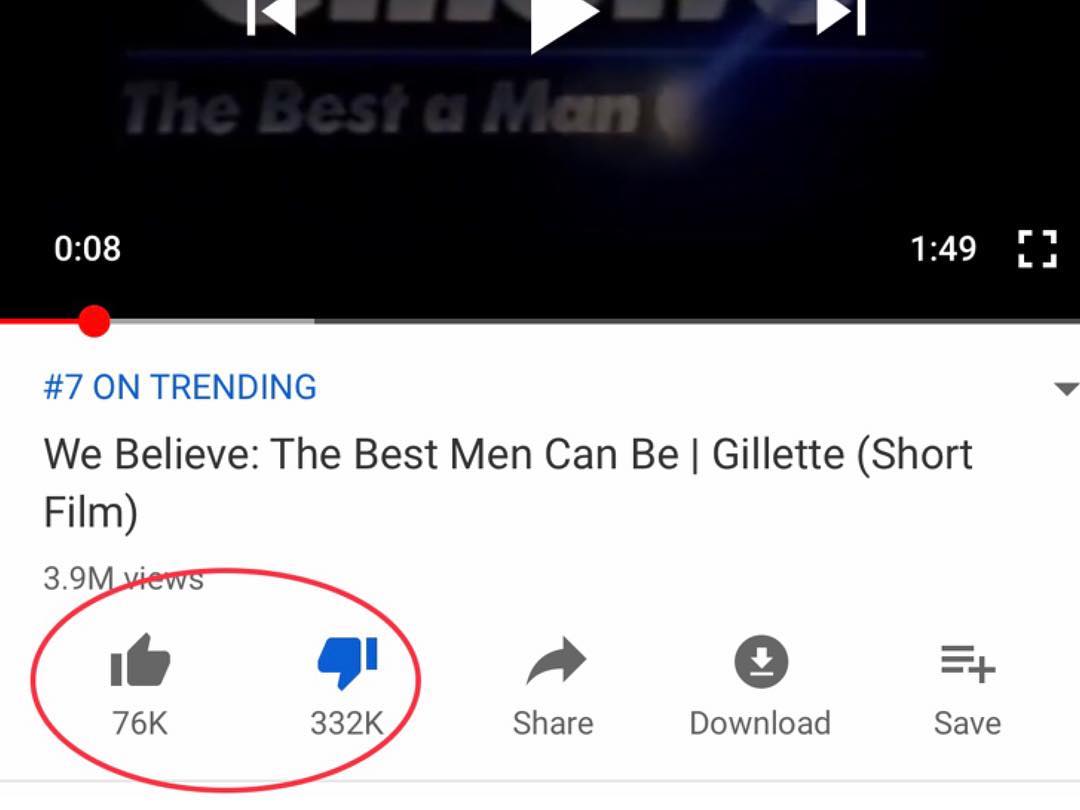 The Best a Man
0:08
1:49
#7 ON TRENDING
We Believe: The Best Men Can Be | Gillette (Short
Film)
3.9M views
76K
332K
Share
Download
Save